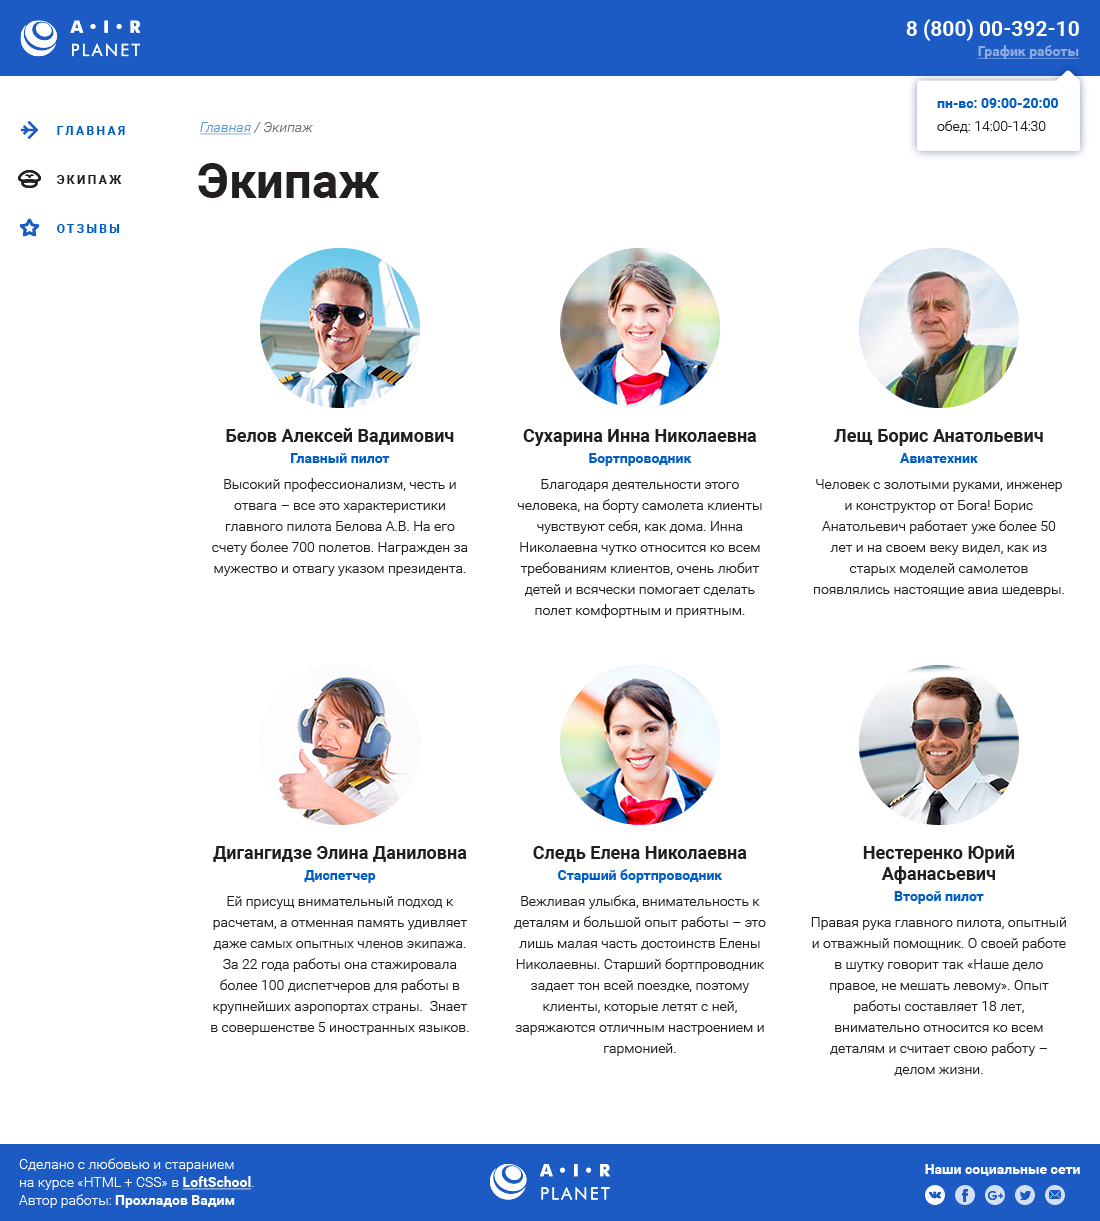 A·I·R
PLANET
8 (800) 00-392-10
График работы
пн-вс: 09:00-20:00
обед: 14:00-14:30
ГЛАВНАЯ
ЭКИПАЖ
ОТЗЫВЫ
Главная / Экипаж
Экипаж
Белов Алексей Вадимович
Главный пилот
Высокий профессионализм, честь и
отвага – все это характеристики
главного пилота Белова А.В. На его
счету более 700 полетов. Награжден за
мужество и отвагу указом президента.
Сухарина Инна Николаевна
Бортпроводник
Благодаря деятельности этого
человека, на борту самолета клиенты
чувствуют себя, как дома. Инна
Николаевна чутко относится ко всем
требованиям клиентов, очень любит
детей и всячески помогает сделать
полет комфортным и приятным.
Лещ Борис Анатольевич
Авиатехник
Человек с золотыми руками, инженер
и конструктор от Бога! Борис
Анатольевич работает уже более 50
лет и на своем веку видел, как из
старых моделей самолетов
появлялись настоящие авиа шедевры.
Дигангидзе Элина Даниловна
Диспетчер
Ей присущ внимательный подход к
расчетам, а отменная память удивляет
даже самых опытных членов экипажа.
За 22 года работы она стажировала
более 100 диспетчеров для работы в
крупнейших аэропортах страны.  Знает
в совершенстве 5 иностранных языков.
Следь Елена Николаевна
Старший бортпроводник
Вежливая улыбка, внимательность к
деталям и большой опыт работы – это
лишь малая часть достоинств Елены
Николаевны. Старший бортпроводник
задает тон всей поездке, поэтому
клиенты, которые летят с ней,
заряжаются отличным настроением и
гармонией.
Нестеренко Юрий
Афанасьевич
Второй пилот
Правая рука главного пилота, опытный
и отважный помощник. О своей работе
в шутку говорит так «Наше дело
правое, не мешать левому». Опыт
работы составляет 18 лет,
внимательно относится ко всем
деталям и считает свою работу –
делом жизни.
Сделано с любовью и старанием
на курсе «HTML + CSS» в LoftSchool.
Автор работы: Прохладов Вадим
A·I·R
PLANET
Наши социальные сети